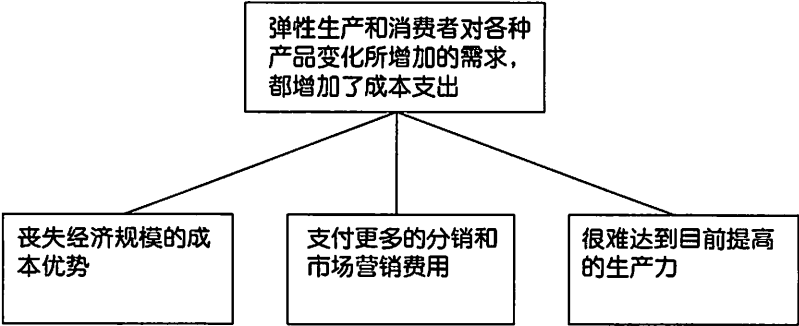 弹性生产和消费者对各种
产品变化所增加的需求，
都增加了成本支出
丧失经济规模的成
本优势
支付更多的分销和
市场营销费用
很难达到目前提高
的生产力